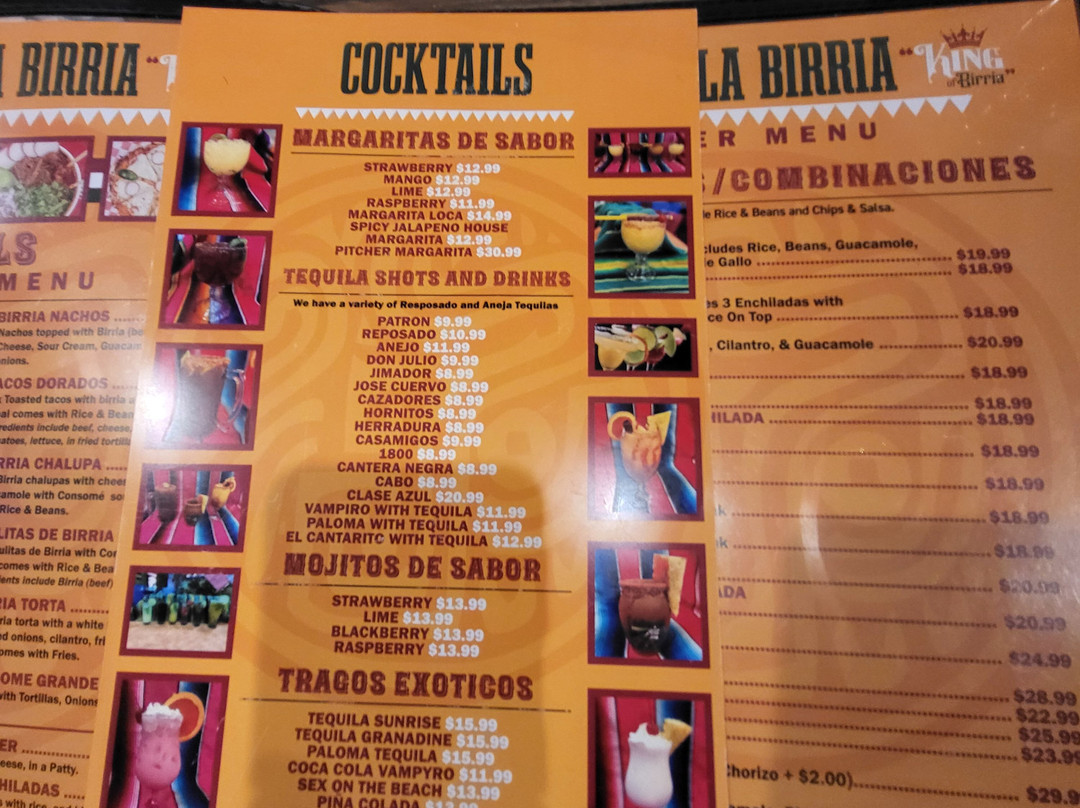 BIRRIA
LS
MENU
BIRRIA NACHOS
Nachos topped with Birria
Cheese, Sour Cream,
nions.
ACOS DORADOS
Toasted tacos with birria
al comes with Rice & Bean
redients include beef, cheese,
atoes, lettuce, in fried tortilla
RRIA CHALUPA
Birria chalupas with chees
amole with Consomé
Rice & Beans.
LITAS DE BIRRIA
ulitas de Birria with Con
comes with Rice & Bea
ients include Birria (beef)
RIA TORTA
ria torta with a white
ed onions, cilantro, fri
omes with Fries.
OME GRANDE
with Tortillas, Onions
ER
eese, in a Patty.
HILADAS
COCKTAILS
MARGARITAS DE SABOR
STRAWBERRY $12.99
MANGO $12.99
LIME $12.99
RASPBERRY $11.99
MARGARITA LOCA $14.99
SPICY JALAPENO HOUSE
MARGARITA $12.99
PITCHER MARGARITA $30.99
TEQUILA SHOTS AND DRINKS
We have a variety of Resposado and Aneja Tequilas
PATRON $9.99
REPOSADO $10.99
ANEJO $11.99
DON JULIO $9.99
JIMADOR $8.99
JOSE CUERVO $8.99
CAZADORES $8.99
HORNITOS $8.99
HERRADURA $8.99
CASAMIGOS $9.99
1800 $8.99
CANTERA NEGRA $8.99
CABO $8.99
CLASE AZUL $20.99
VAMPIRO WITH TEQUILA $11.99
PALOMA WITH TEQUILA $11.99
EL CANTARITO WITH TEQUILA $12.99
MOJITOS DE SABOR
STRAWBERRY $13.99
LIME $13.99
BLACKBERRY $13.99
RASPBERRY $13.99
TRAGOS EXOTICOS
TEQUILA SUNRISE $15.99
TEQUILA GRANADINE $15.99
PALOMA TEQUILA $15.99
COCA COLA VAMPYRO $11.99
SEX ON THE BEACH $13.99
PINA COLADA
LA BIRRIA "KING of Birria"
ER MENU
/COMBINACIONES
Rice & Beans and Chips & Salsa.
cludes Rice, Beans, Guacamole,
e Gallo $19.99
$18.99
es 3 Enchiladas with
ce On Top $18.99
, Cilantro, & Guacamole $20.99
$18.99
$18.99
HILADA $18.99
$18.99
$18.99
$18.99
$18.99
ADA $20.99
$20.99
$24.99
$28.99
$22.99
$25.99
$23.99
Chorizo + $2.00)
$29.9